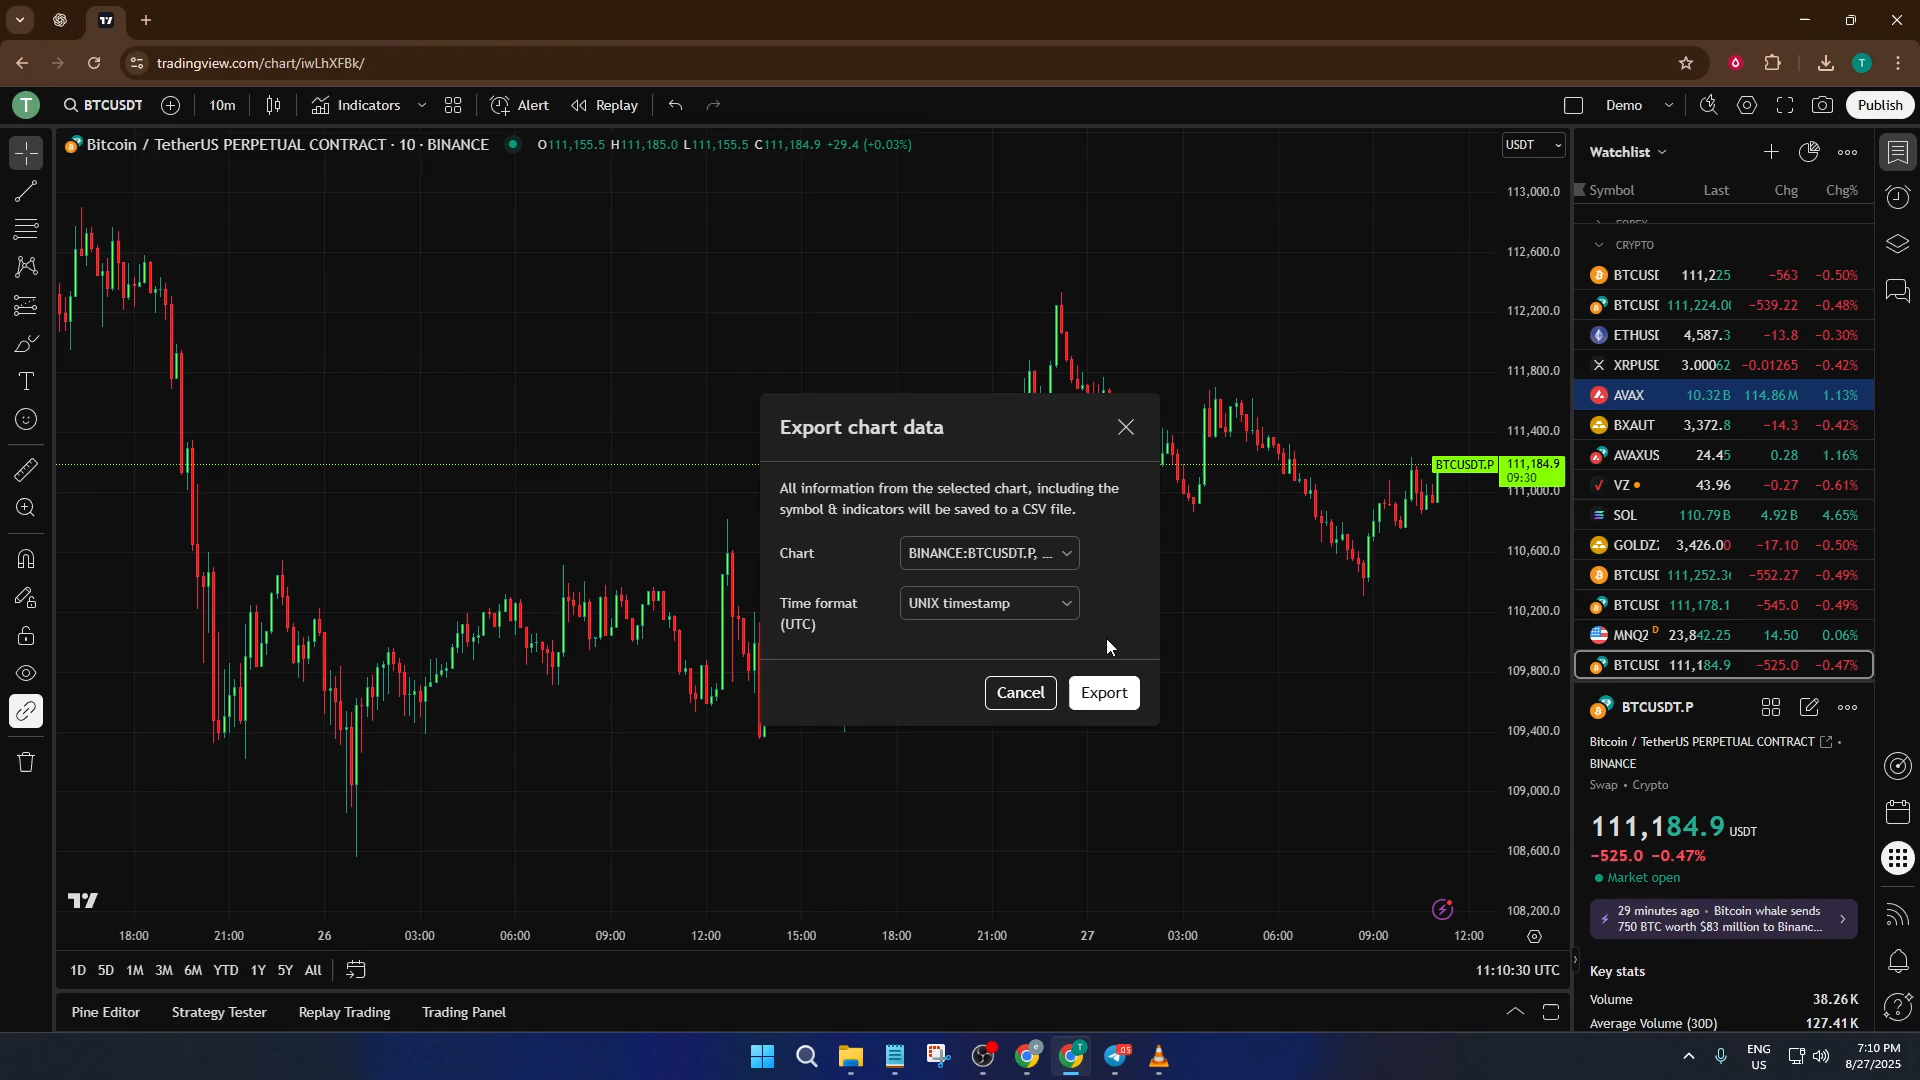 tradingview.com/chart/iwLhXFBk/
T
T
BTCUSDT
10m
Indicators
Alert
Replay
Demo
Publish
Bitcoin / TetherUS PERPETUAL CONTRACT · 10 · BINANCE
O111,155.5 H111,185.0 L111,155.5 C111,184.9 +29.4 (+0.03%)
USDT
113,000.0
112,600.0
112,200.0
111,800.0
111,400.0
BTCUSDT.P 111,184.9
09:30
111,000.0
110,600.0
110,200.0
109,800.0
109,400.0
109,000.0
108,600.0
108,200.0
Export chart data
All information from the selected chart, including the
symbol & indicators will be saved to a CSV file.
Chart
BINANCE:BTCUSDT.P, ...
Time format
(UTC)
UNIX timestamp
Cancel
Export
18:00 21:00 26 03:00 06:00 09:00 12:00 15:00 18:00 21:00 27 03:00 06:00 09:00 12:00
1D 5D 1M 3M 6M YTD 1Y 5Y All
11:10:30 UTC
Pine Editor
Strategy Tester
Replay Trading
Trading Panel
Watchlist
Symbol Last Chg Chg%
CRYPTO
BTCUSD 111,225 −563 −0.50%
BTCUSD 111,224.00 −539.22 −0.48%
ETHUSD 4,587.3 −13.8 −0.30%
XRPUSD 3.00062 −0.01265 −0.42%
AVAX 10.32B 114.86M 1.13%
BXAUT 3,372.8 −14.3 −0.42%
AVAXUS 24.45 0.28 1.16%
VZ 43.96 −0.27 −0.61%
SOL 110.79B 4.92B 4.65%
GOLDZ 3,426.00 −17.10 −0.50%
BTCUSD 111,252.3 −552.27 −0.49%
BTCUSD 111,178.1 −545.0 −0.49%
MNQ2 D 23,842.25 14.50 0.06%
BTCUSD 111,184.9 −525.0 −0.47%
BTCUSDT.P
Bitcoin / TetherUS PERPETUAL CONTRACT
BINANCE
Swap • Crypto
111,184.9 USDT
−525.0 −0.47%
Market open
29 minutes ago • Bitcoin whale sends
750 BTC worth $83 million to Binanc...
Key stats
Volume 38.26K
Average Volume (30D) 127.41K
ENG
US
7:10 PM
8/27/2025